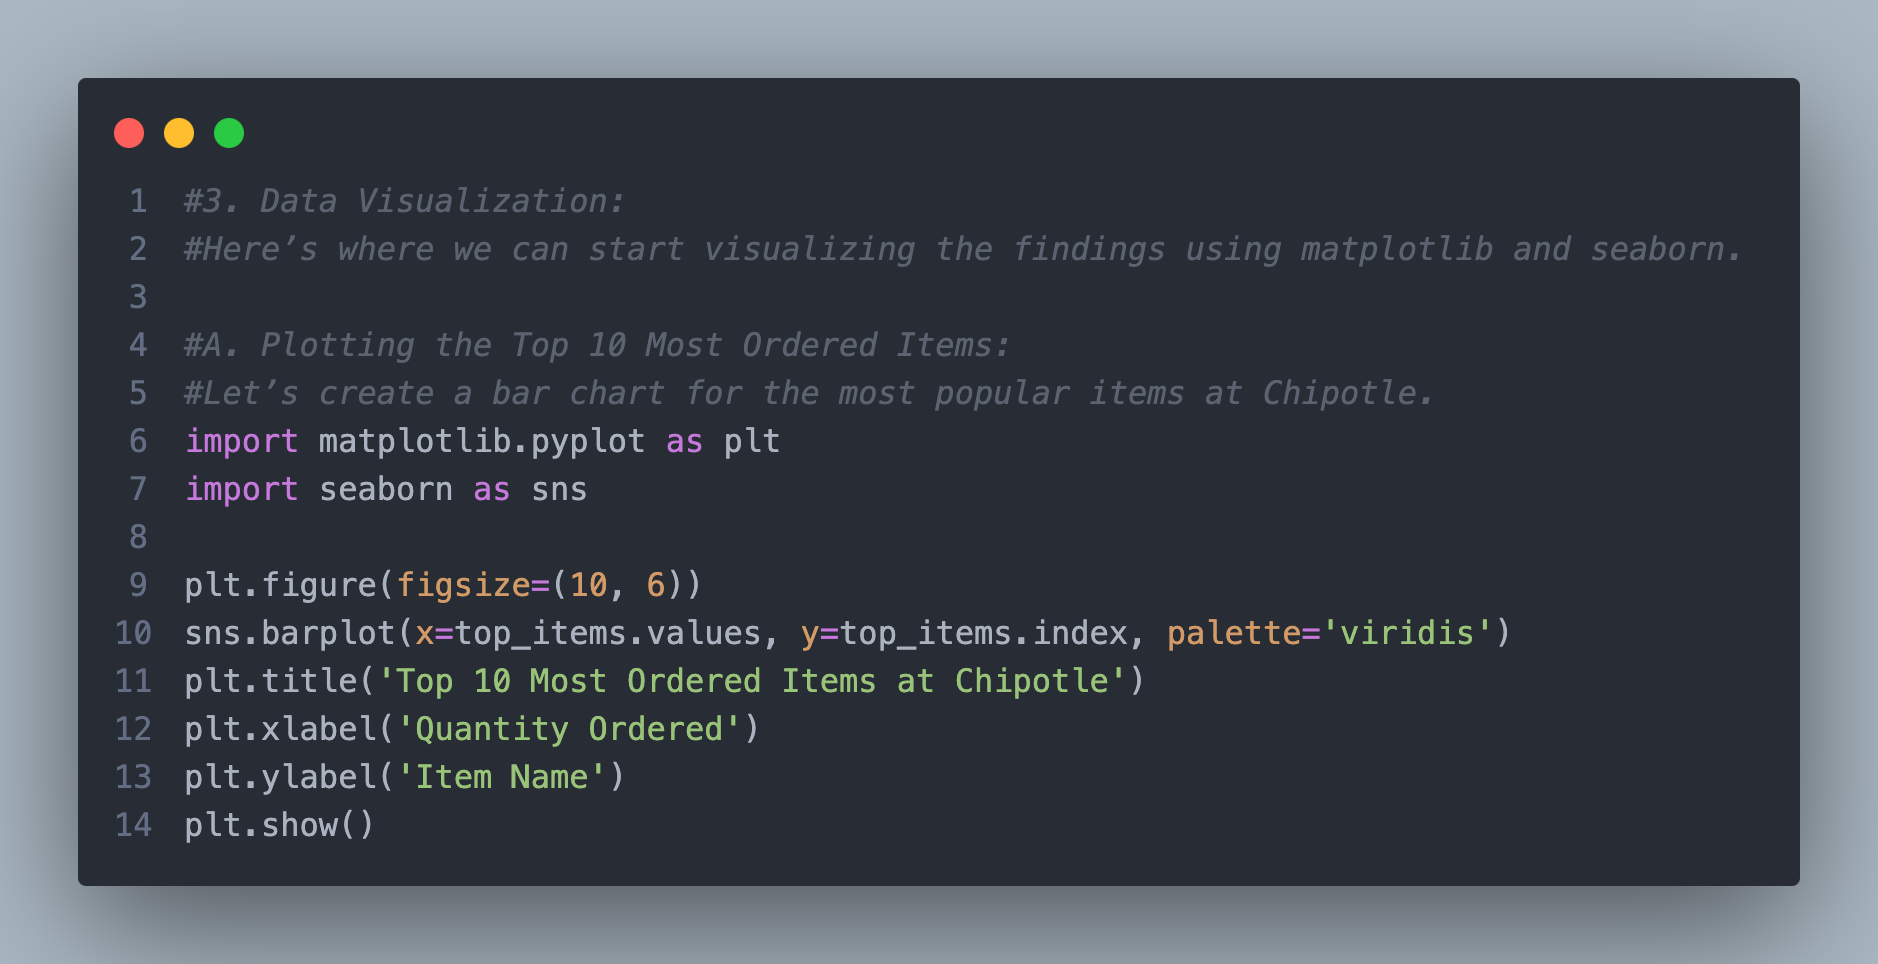 1 #3. Data Visualization:
2 #Here’s where we can start visualizing the findings using matplotlib and seaborn.
3
4 #A. Plotting the Top 10 Most Ordered Items:
5 #Let’s create a bar chart for the most popular items at Chipotle.
6 import matplotlib.pyplot as plt
7 import seaborn as sns
8
9 plt.figure(figsize=(10, 6))
10 sns.barplot(x=top_items.values, y=top_items.index, palette='viridis')
11 plt.title('Top 10 Most Ordered Items at Chipotle')
12 plt.xlabel('Quantity Ordered')
13 plt.ylabel('Item Name')
14 plt.show()